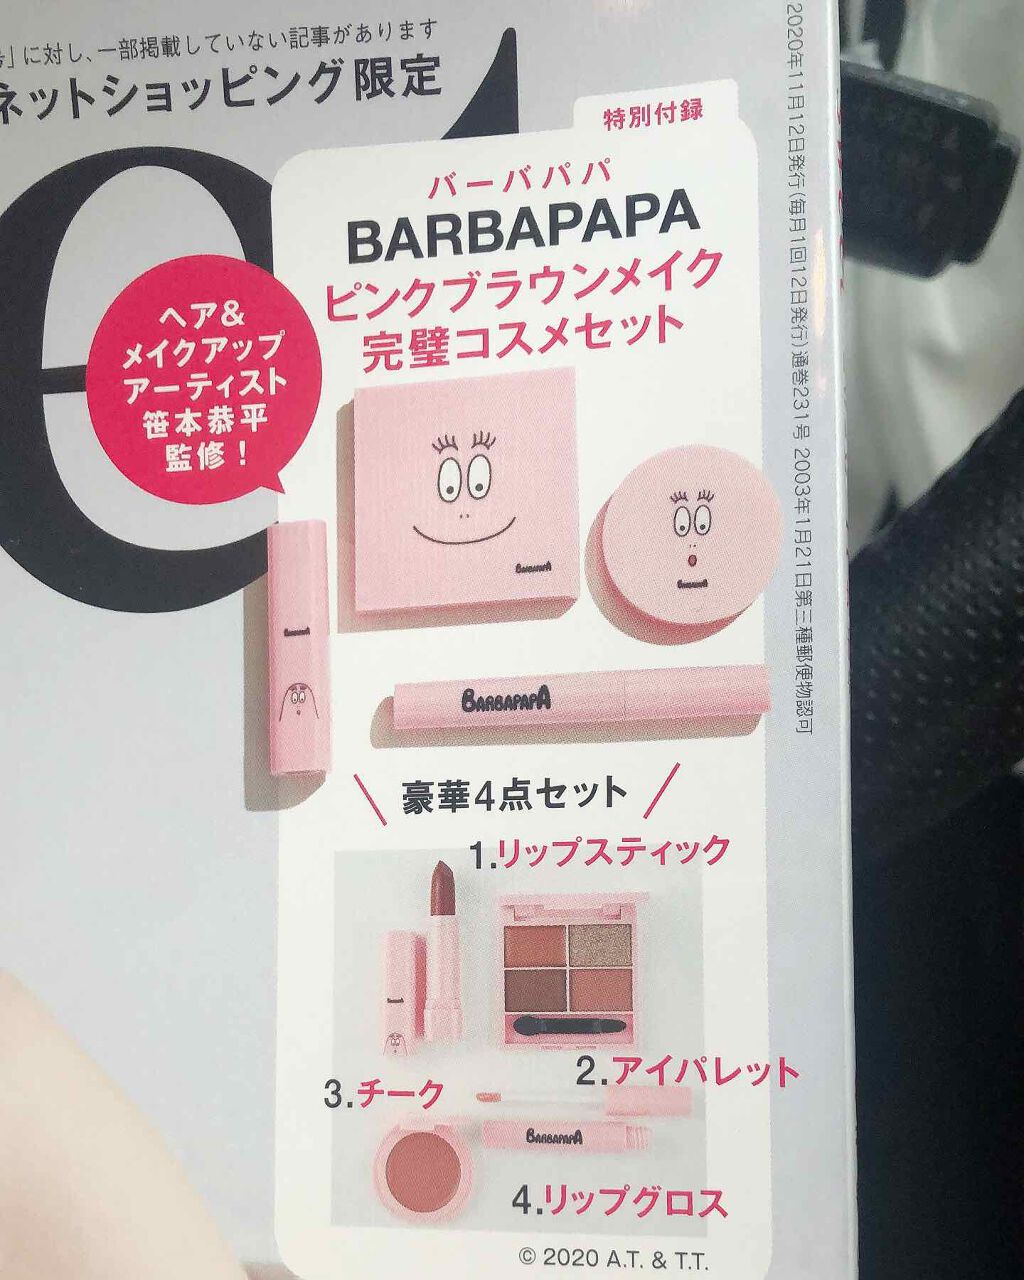 号」に対し、一部掲載していない記事があります
ネットショッピング限定
e
特別付録
バーバパパ
BARBAPAPA
ピンクブラウンメイク
完璧コスメセット
ヘア&
メイクアップ
アーティスト
笹本恭平
監修!
BARBAPAPA
BARBAPAPA
BARBAPAPA
BARBAPAPA
豪華4点セット
1.リップスティック
2.アイパレット
3.チーク
BARBAPAPA
4.リップグロス
© 2020 A.T. & T.T.
2020年11月12日発行(毎月1回12日発行)通巻231号 2003年1月21日第三種郵便物認可